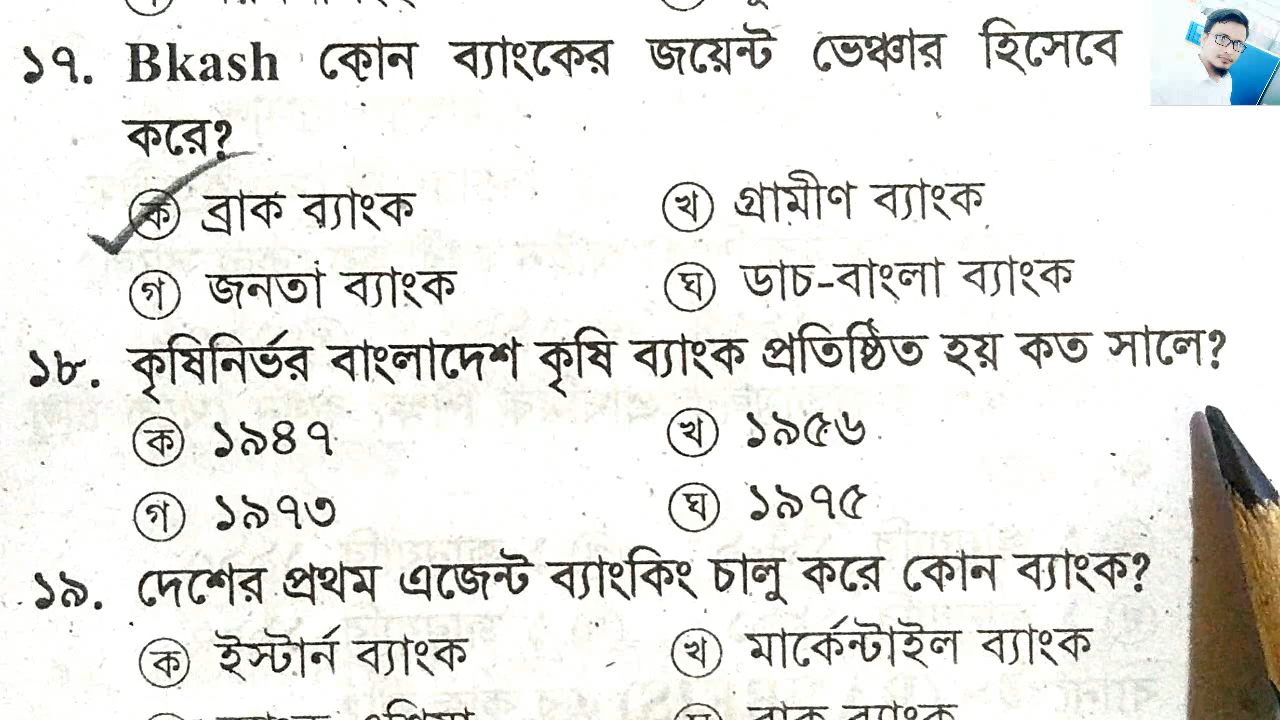 ১৭. Bkash কোন ব্যাংকের জয়েন্ট ভেঞ্চার হিসেবে
করে?
ক ব্রাক ব্যাংক খ গ্রামীণ ব্যাংক
গ জনতা ব্যাংক ঘ ডাচ-বাংলা ব্যাংক
১৮. কৃষিনির্ভর বাংলাদেশ কৃষি ব্যাংক প্রতিষ্ঠিত হয় কত সালে?
ক ১৯৪৭ খ ১৯৫৬
গ ১৯৭৩ ঘ ১৯৭৫
১৯. দেশের প্রথম এজেন্ট ব্যাংকিং চালু করে কোন ব্যাংক?
ক ইস্টার্ন ব্যাংক খ মার্কেন্টাইল ব্যাংক